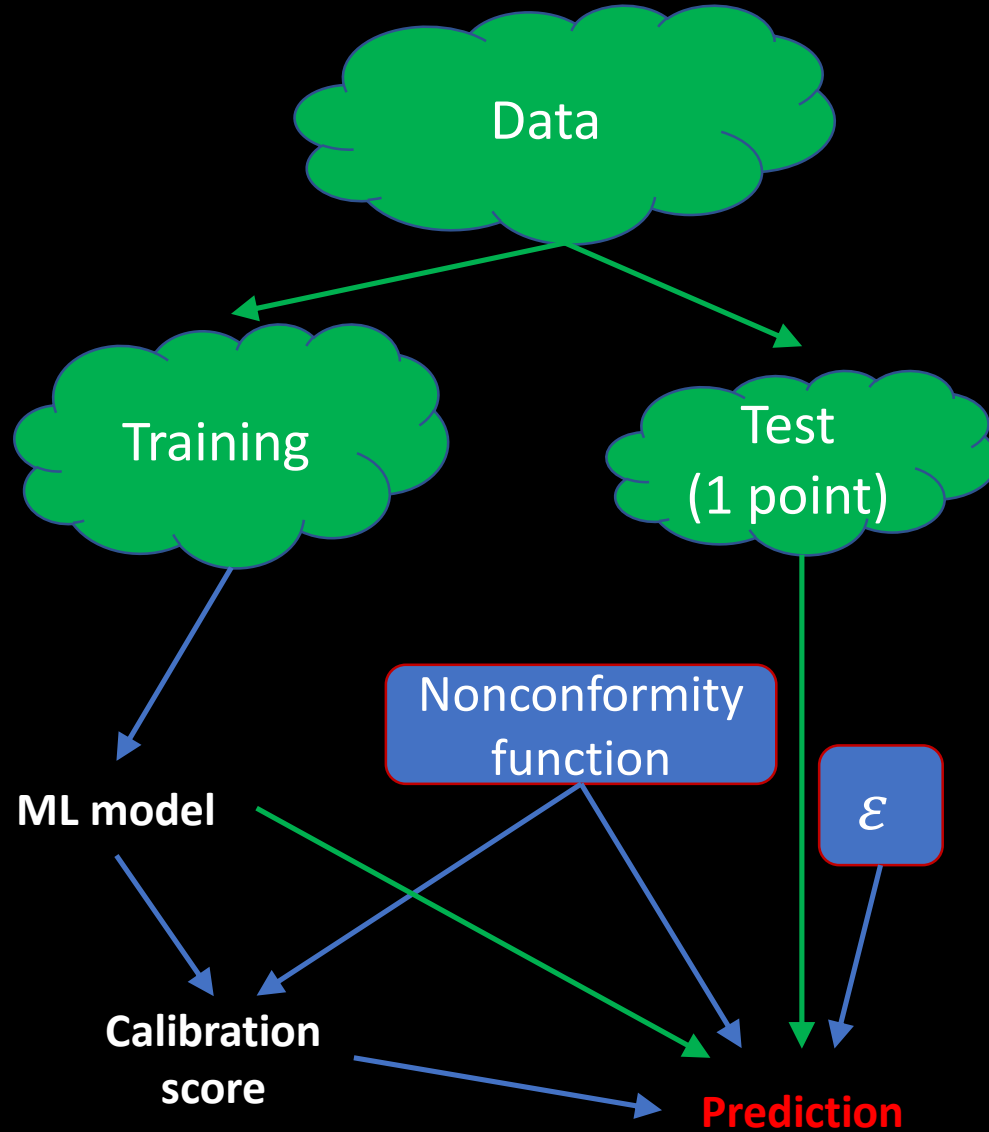 Data
Training
Test
(1 point)
Nonconformity
function
ML model
ε
Calibration
score
Prediction